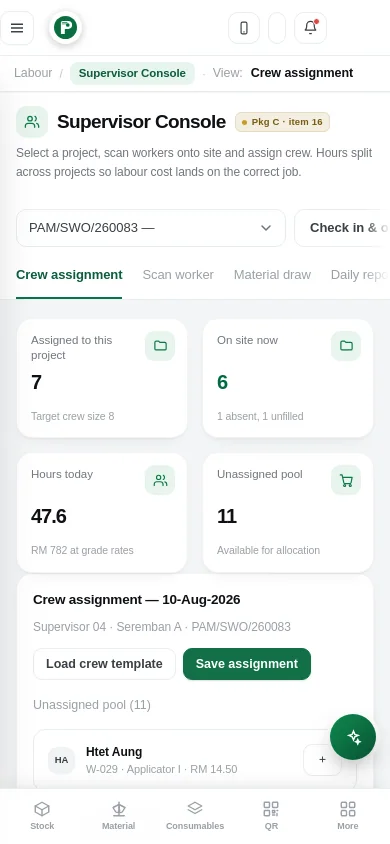 Labour / Supervisor Console · View: Crew assignment
Supervisor Console
Pkg C · item 16
Select a project, scan workers onto site and assign crew. Hours split
across projects so labour cost lands on the correct job.
PAM/SWO/260083 —
Check in & o
Crew assignment
Scan worker
Material draw
Daily repo
Assigned to this
project
7
Target crew size 8
On site now
6
1 absent, 1 unfilled
Hours today
47.6
RM 782 at grade rates
Unassigned pool
11
Available for allocation
Crew assignment — 10-Aug-2026
Supervisor 04 · Seremban A · PAM/SWO/260083
Load crew template
Save assignment
Unassigned pool (11)
HA
Htet Aung
W-029 · Applicator I · RM 14.50
+
Stock
Material
Consumables
QR
More